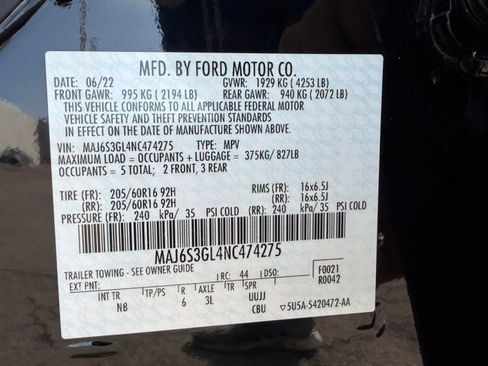 MFD. BY FORD MOTOR CO.
DATE: 06/22 GVWR: 1929 KG ( 4253 LB)
FRONT GAWR: 995 KG ( 2194 LB) REAR GAWR: 940 KG ( 2072 LB)
THIS VEHICLE CONFORMS TO ALL APPLICABLE FEDERAL MOTOR
VEHICLE SAFETY AND THEFT PREVENTION STANDARDS
IN EFFECT ON THE DATE OF MANUFACTURE SHOWN ABOVE.
VIN: MAJ6S3GL4NC474275 TYPE: MPV
MAXIMUM LOAD = OCCUPANTS + LUGGAGE = 375KG/ 827LB
OCCUPANTS = 5 TOTAL; 2 FRONT, 3 REAR
TIRE (FR): 205/60R16 92H RIMS (FR): 16x6.5J
(RR): 205/60R16 92H (RR): 16x6.5J
PRESSURE (FR): 240 kPa/ 35 PSI COLD (RR): 240 kPa/ 35 PSI COLD
MAJ6S3GL4NC474275
TRAILER TOWING - SEE OWNER GUIDE
EXT PNT: RC: 44 DSO: F0021
R0042
INT TR TP/PS R AXLE TR SPR
NB 6 3L UUJJ
CBU ▽5U5A-5420472-AA